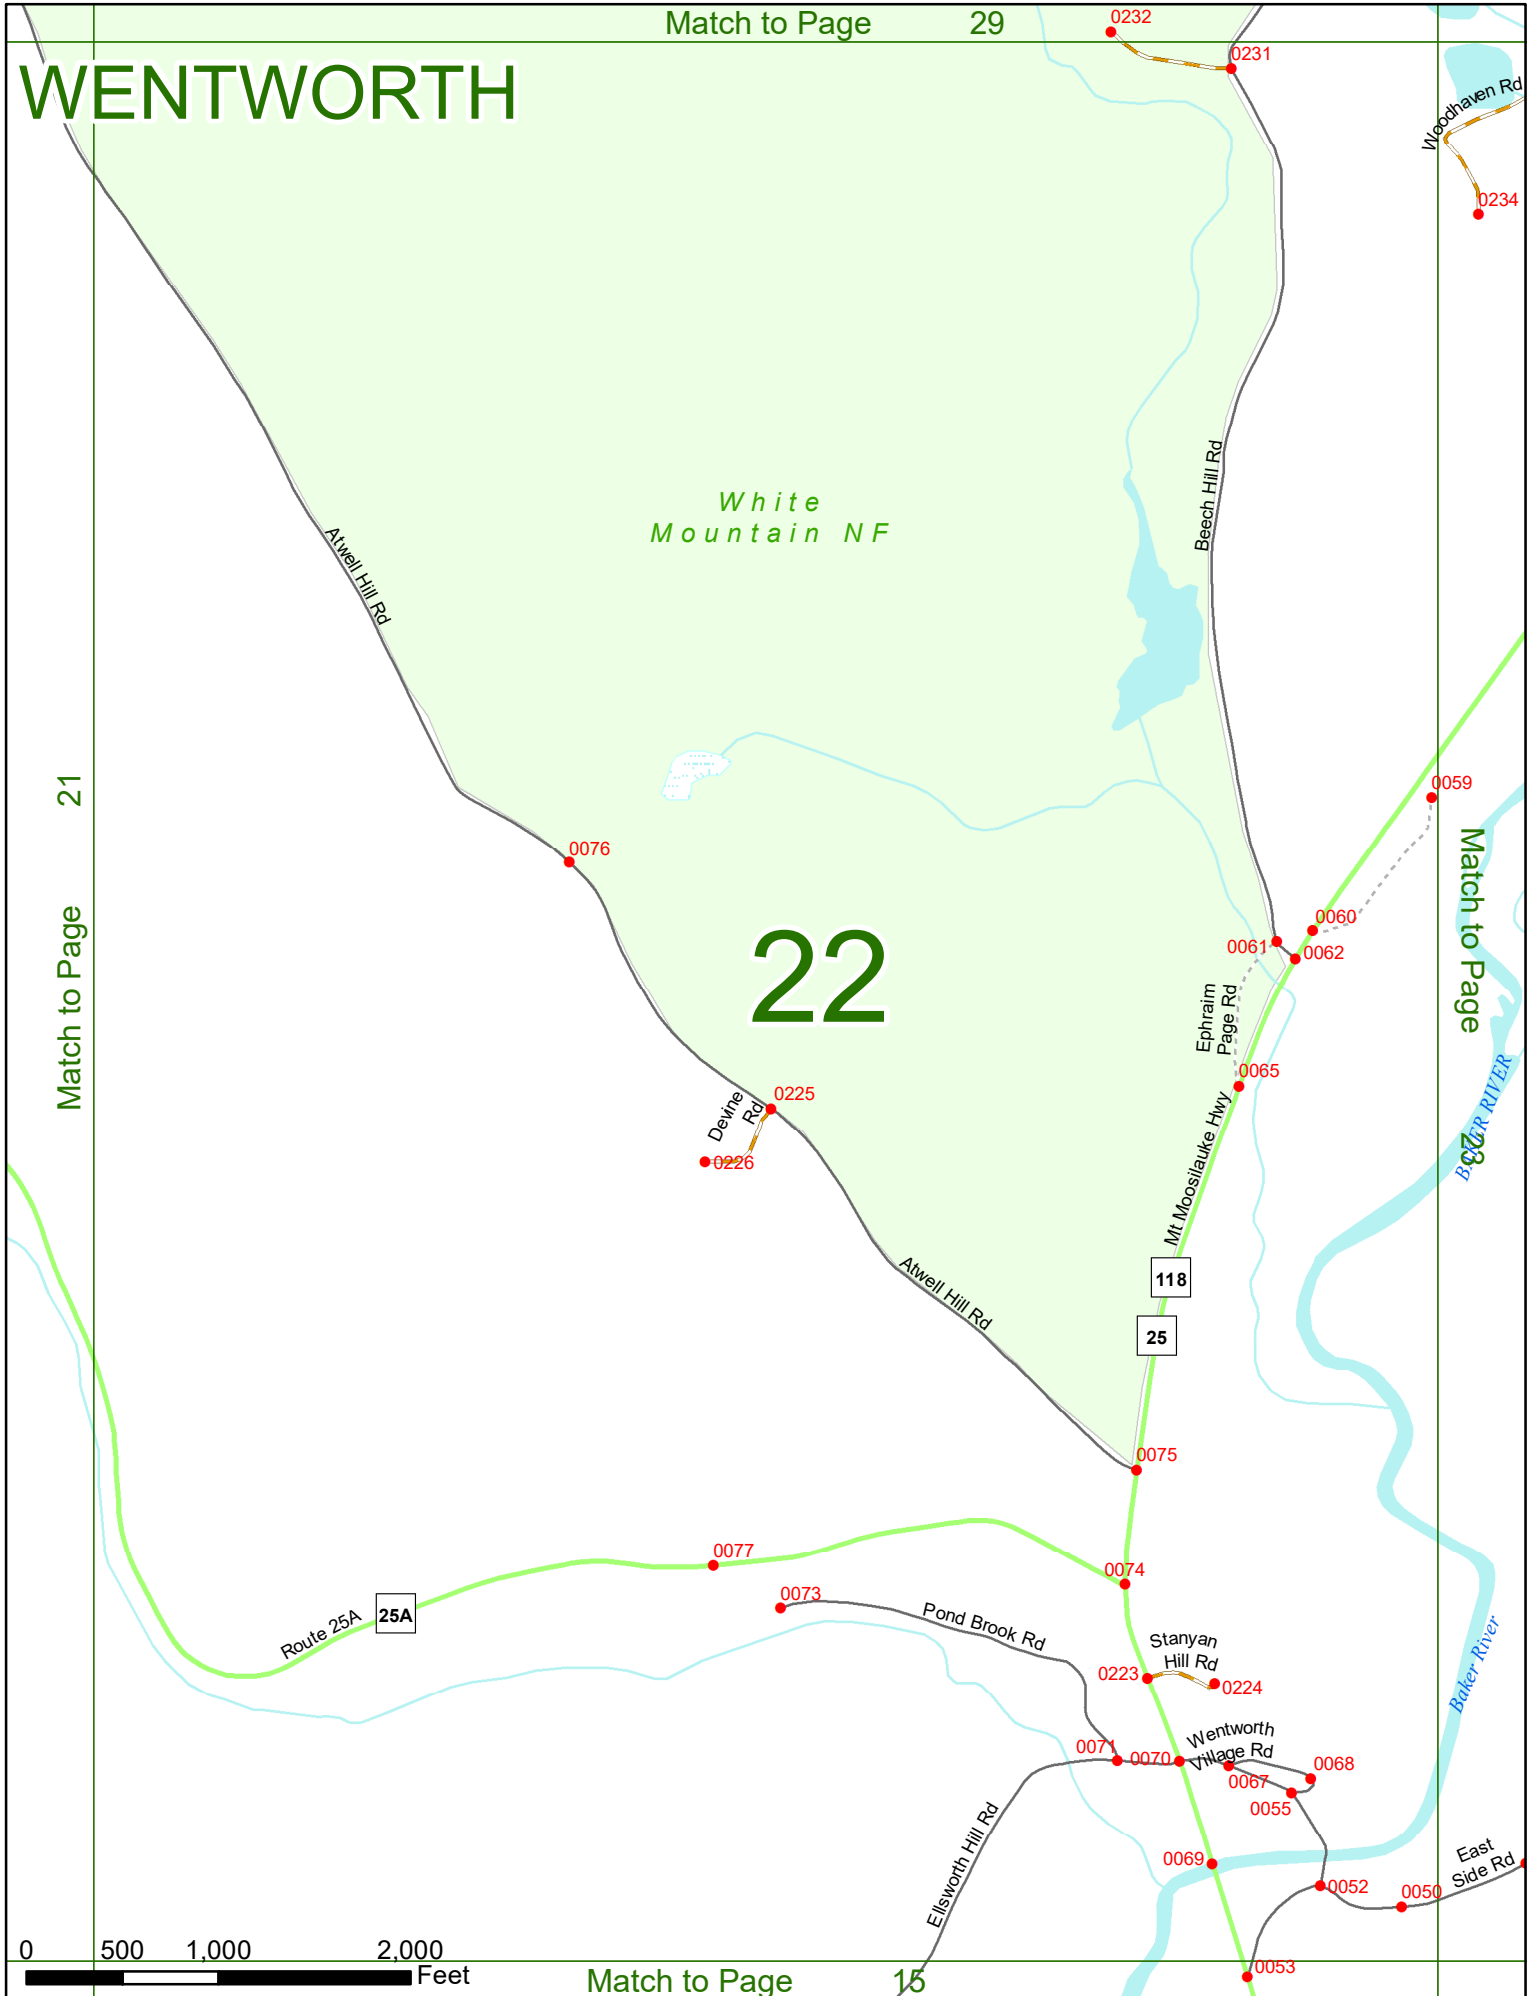 Match to Page 29
0232
0231
WENTWORTH
Woodhaven Rd
0234
White
Mountain NF
Beech Hill Rd
Atwell Hill Rd
21
Match to Page
0059
0076
Match to Page
23
0060
0061
0062
22
Ephraim
Page Rd
0065
BAKER RIVER
Mt Moosilauke Hwy
0225
Devine
Rd
0226
118
25
Atwell Hill Rd
0075
0077
0074
0073
25A
Route 25A
Pond Brook Rd
Stanyan
Hill Rd
0223
0224
Baker River
Wentworth
Village Rd
0071
0070
0067
0068
0055
Ellsworth Hill Rd
0069
East
Side Rd
0052
0050
0053
0 500 1,000 2,000
Feet
Match to Page 15